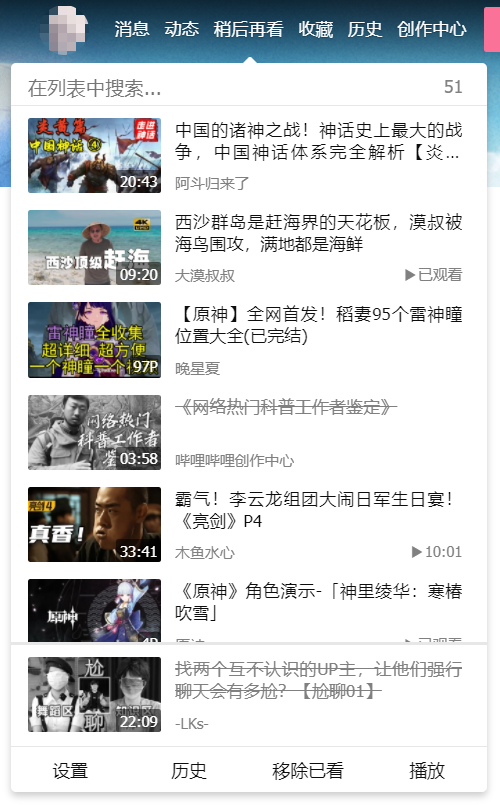 消息 动态 稍后再看 收藏 历史 创作中心
在列表中搜索... 51
炎黄篇
走进神话
中国神话④
20:43
中国的诸神之战！神话史上最大的战
争，中国神话体系完全解析【炎...
阿斗归来了
4K
西沙顶级赶海
09:20
西沙群岛是赶海界的天花板，漠叔被
海鸟围攻，满地都是海鲜
大漠叔叔 ▶已观看
雷神瞳全收集
超详细 超方便
一个神瞳一个
97P
【原神】全网首发！稻妻95个雷神瞳
位置大全(已完结)
晚星夏
网络热门
科普工作者
鉴
03:58
《网络热门科普工作者鉴定》
哔哩哔哩创作中心
亮剑4
真香！
33:41
霸气！李云龙组团大闹日军生日宴！
《亮剑》P4
木鱼水心 ▶10:01
原神
4P
《原神》角色演示-「神里绫华：寒椿
吹雪」
已观看
尬聊
舞蹈区
知识区
22:09
找两个互不认识的UP主，让他们强行
聊天会有多尬？【尬聊01】
-LKs-
设置 历史 移除已看 播放